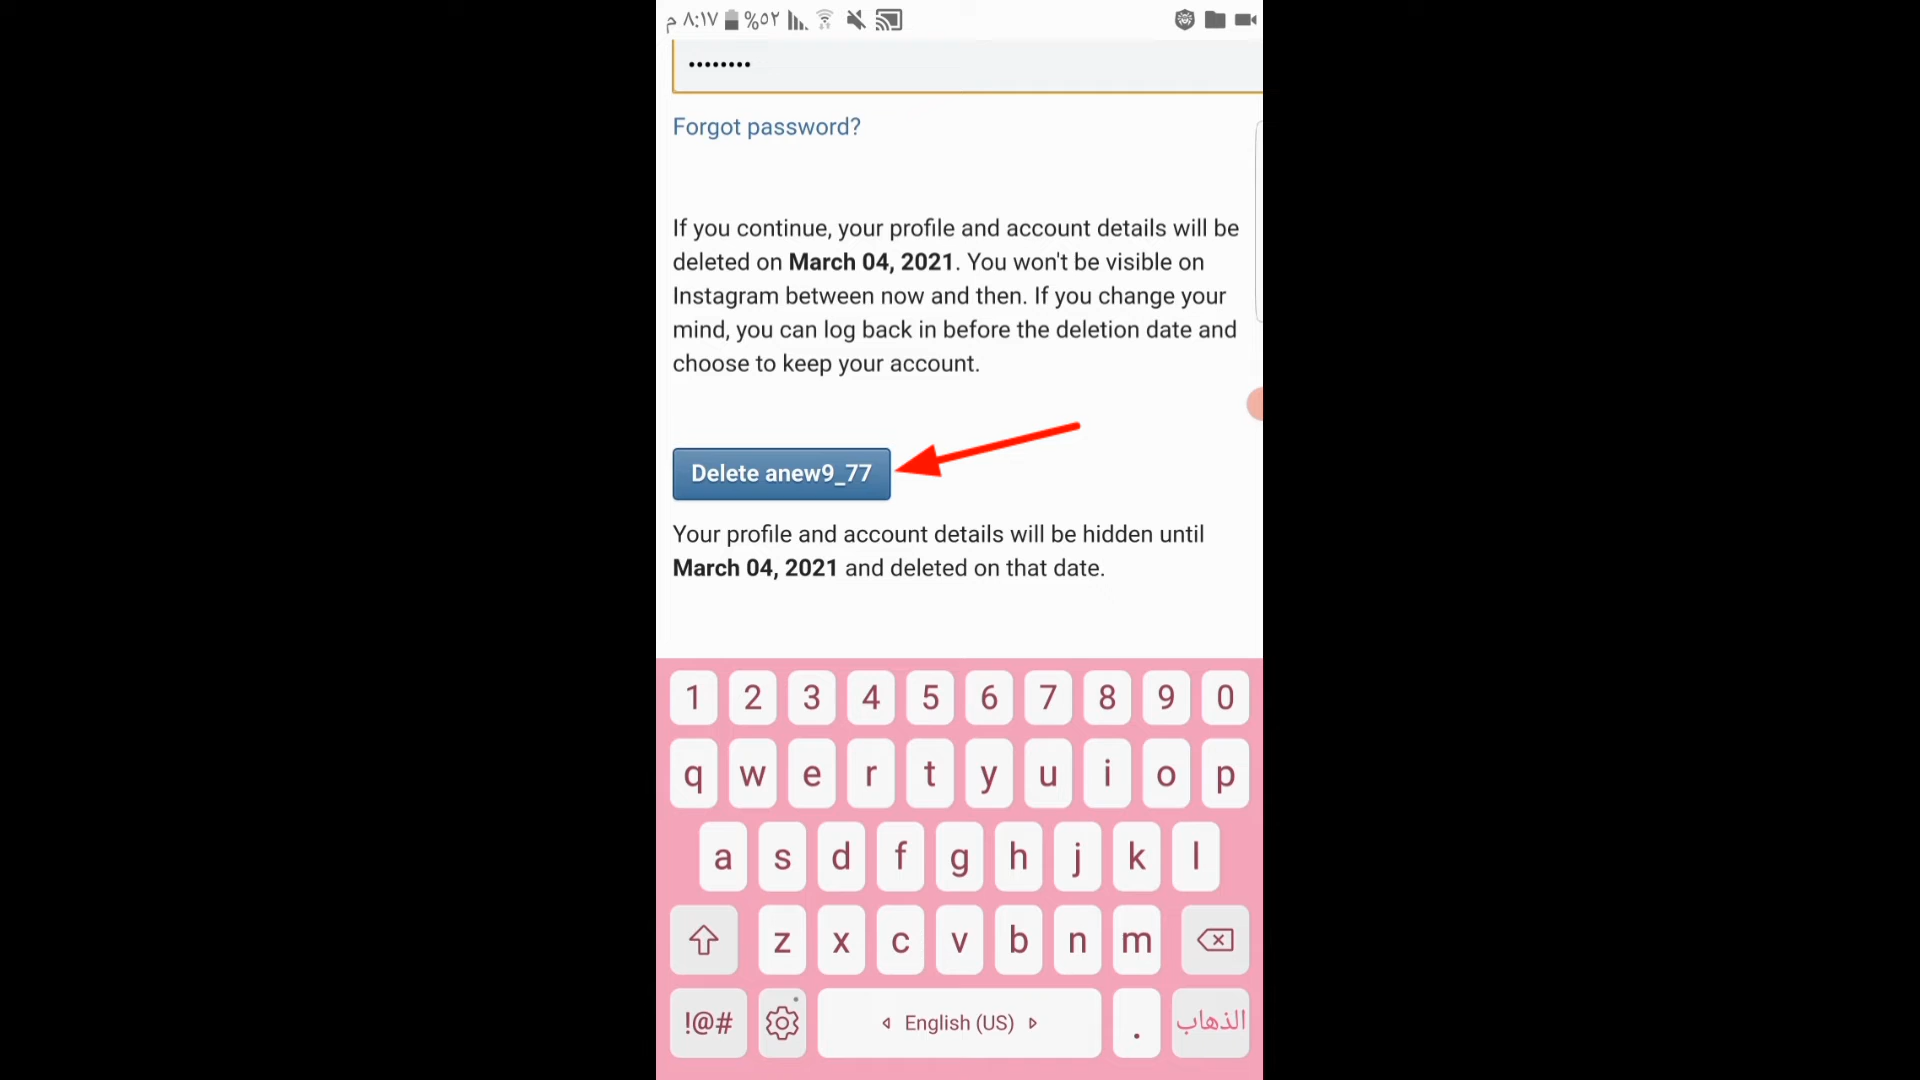 م ٨:١٧ %٥٢
••••••••
Forgot password?
If you continue, your profile and account details will be
deleted on March 04, 2021. You won't be visible on
Instagram between now and then. If you change your
mind, you can log back in before the deletion date and
choose to keep your account.
Delete anew9_77
Your profile and account details will be hidden until
March 04, 2021 and deleted on that date.
1 2 3 4 5 6 7 8 9 0
q w e r t y u i o p
a s d f g h j k l
z x c v b n m
!@# English (US) . الذهاب